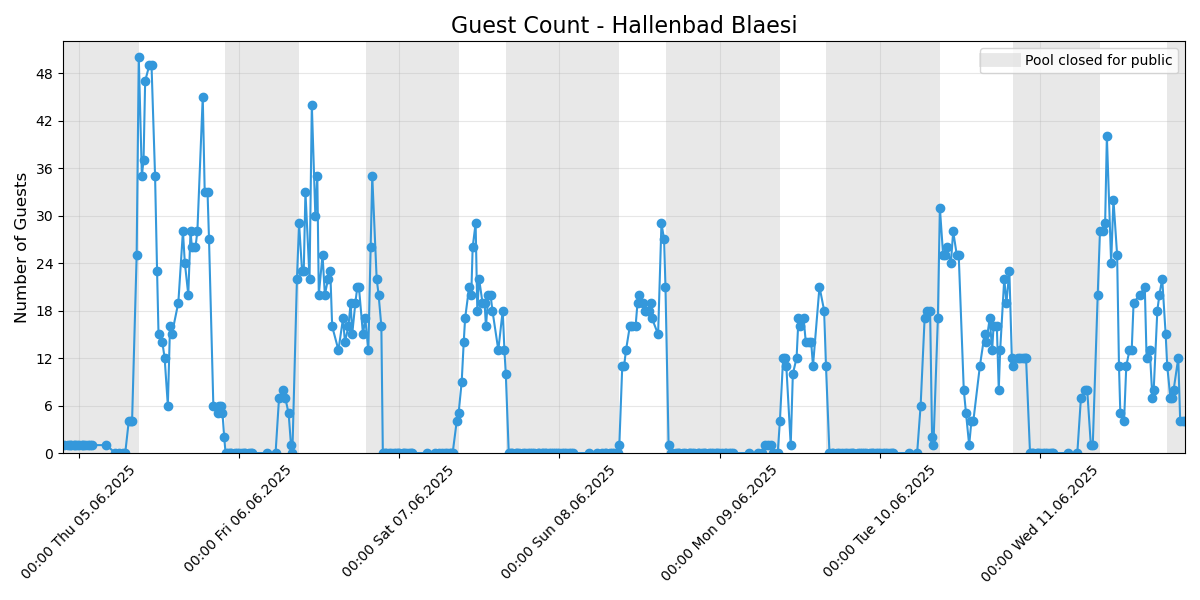 Guest Count - Hallenbad Blaesi
Pool closed for public
Number of Guests
48
42
36
30
24
18
12
6
0
00:00 Thu 05.06.2025
00:00 Fri 06.06.2025
00:00 Sat 07.06.2025
00:00 Sun 08.06.2025
00:00 Mon 09.06.2025
00:00 Tue 10.06.2025
00:00 Wed 11.06.2025